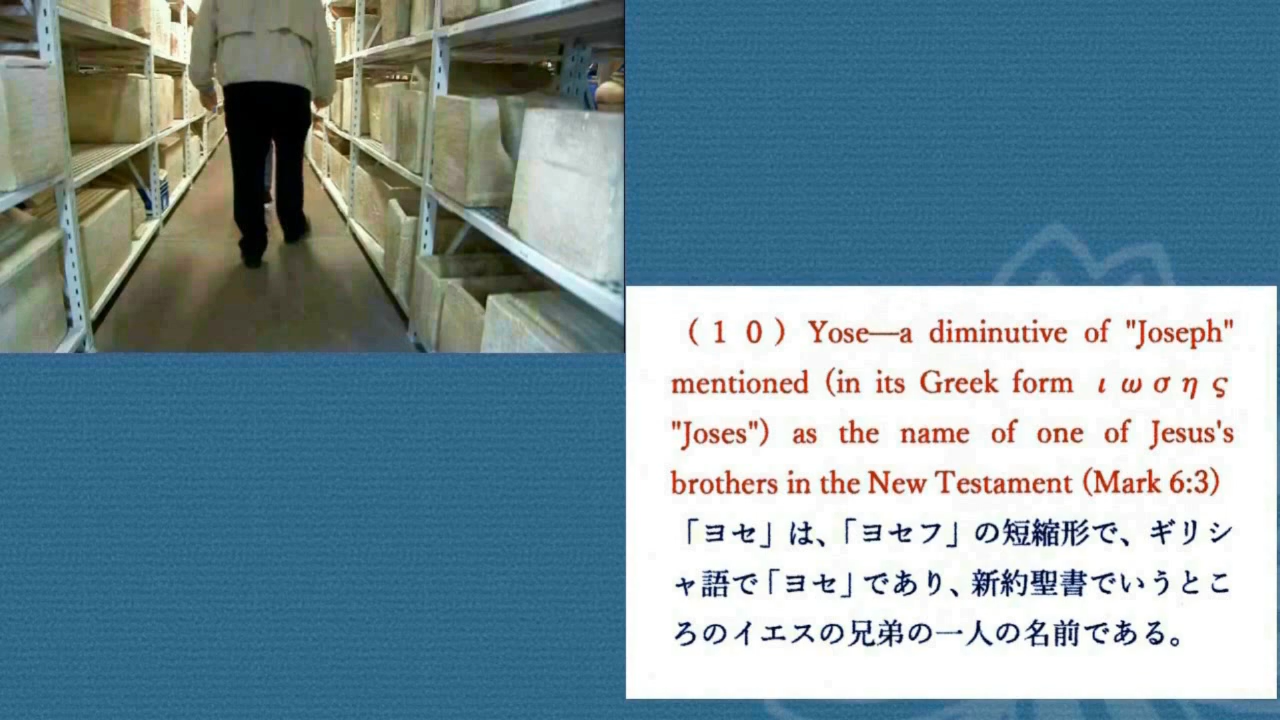 （１０）Yose—a diminutive of "Joseph"
mentioned (in its Greek form ιωσης
"Joses") as the name of one of Jesus's
brothers in the New Testament (Mark 6:3)
「ヨセ」は、「ヨセフ」の短縮形で、ギリシ
ャ語で「ヨセ」であり、新約聖書でいうとこ
ろのイエスの兄弟の一人の名前である。